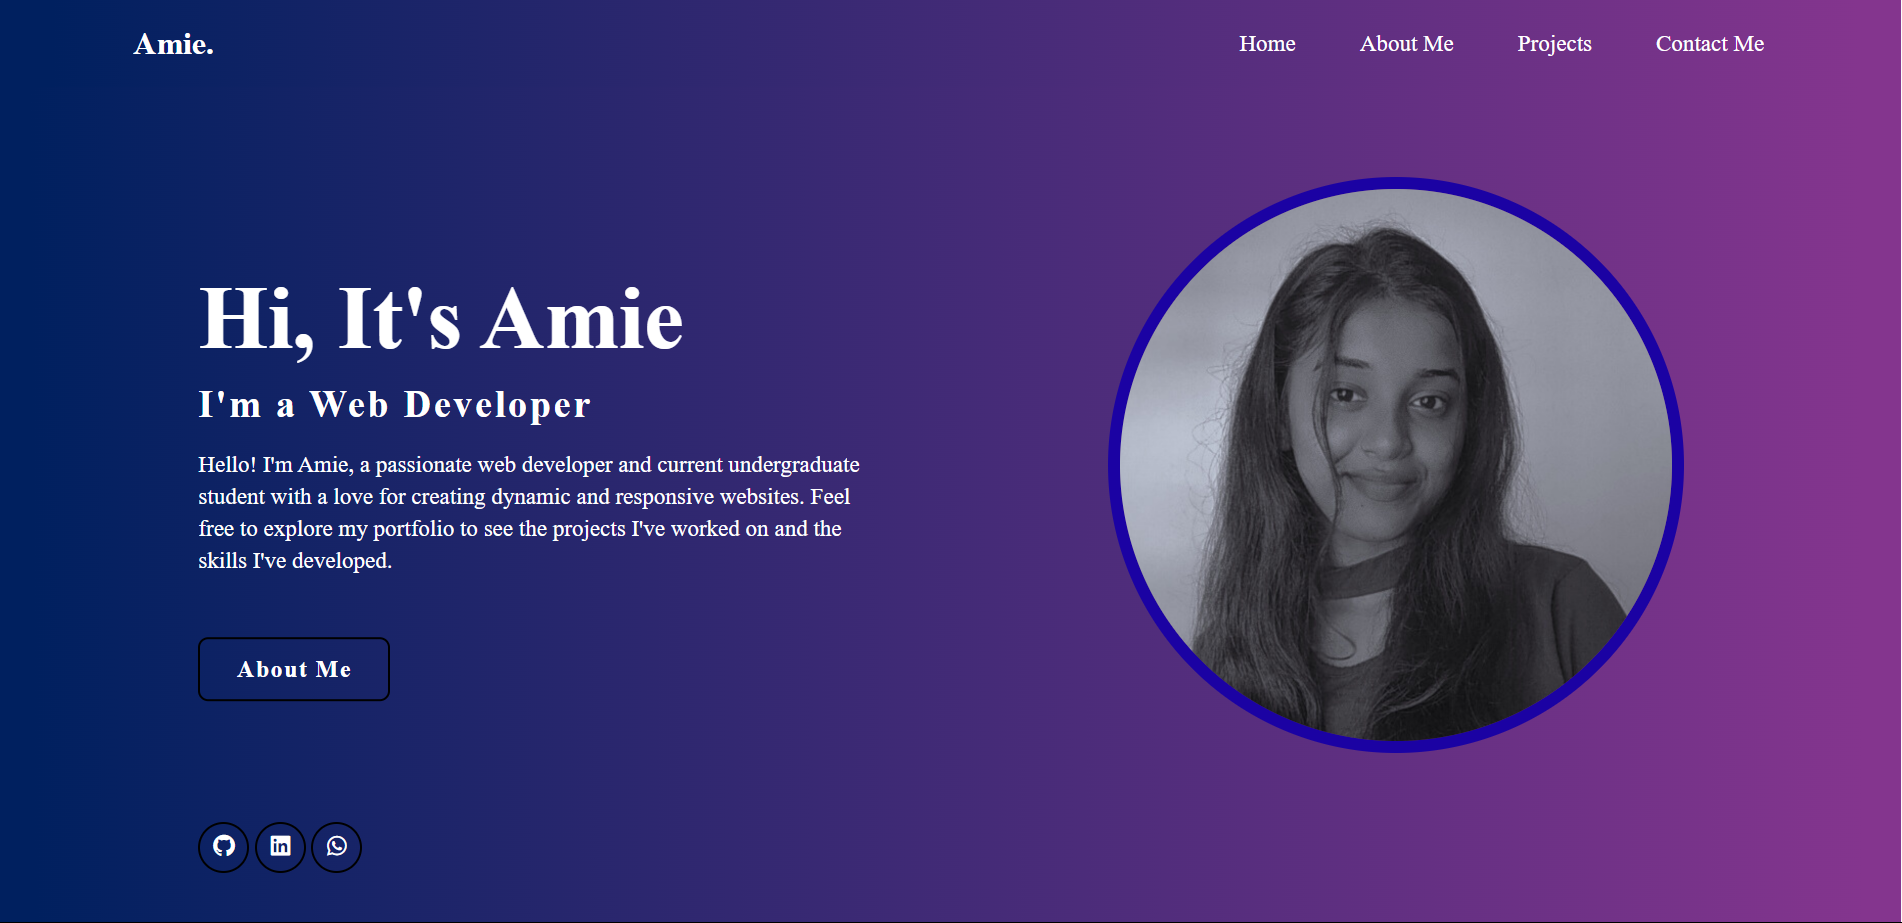 Amie.
Home
About Me
Projects
Contact Me
Hi, It's Amie
I'm a Web Developer
Hello! I'm Amie, a passionate web developer and current undergraduate
student with a love for creating dynamic and responsive websites. Feel
free to explore my portfolio to see the projects I've worked on and the
skills I've developed.
About Me
in